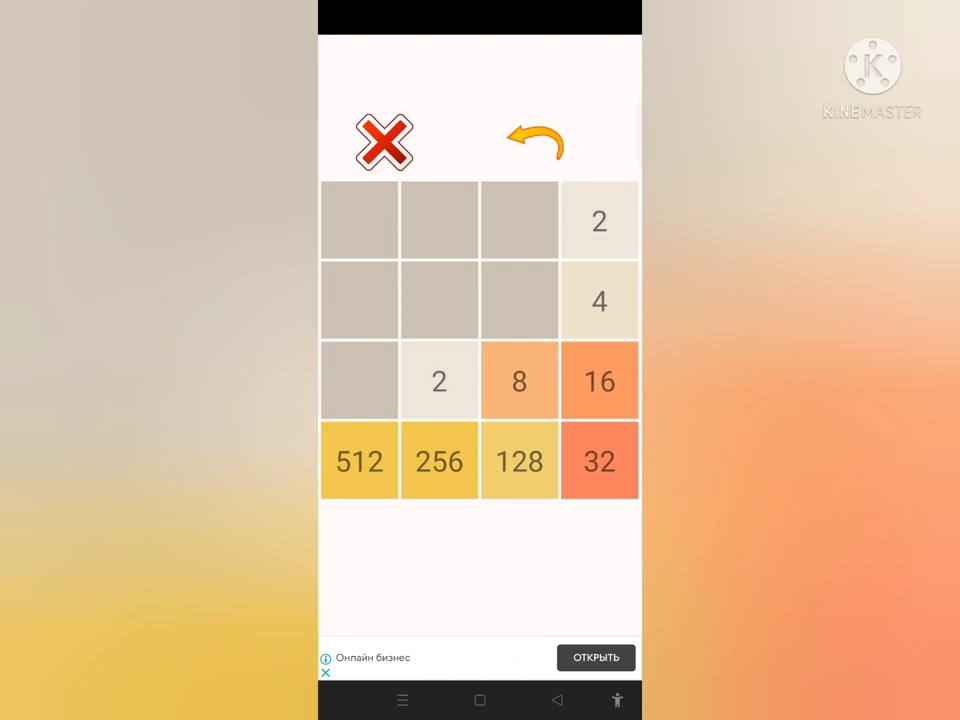 KINEMASTER
2
4
2 8 16
512 256 128 32
Онлайн бизнес
ОТКРЫТЬ